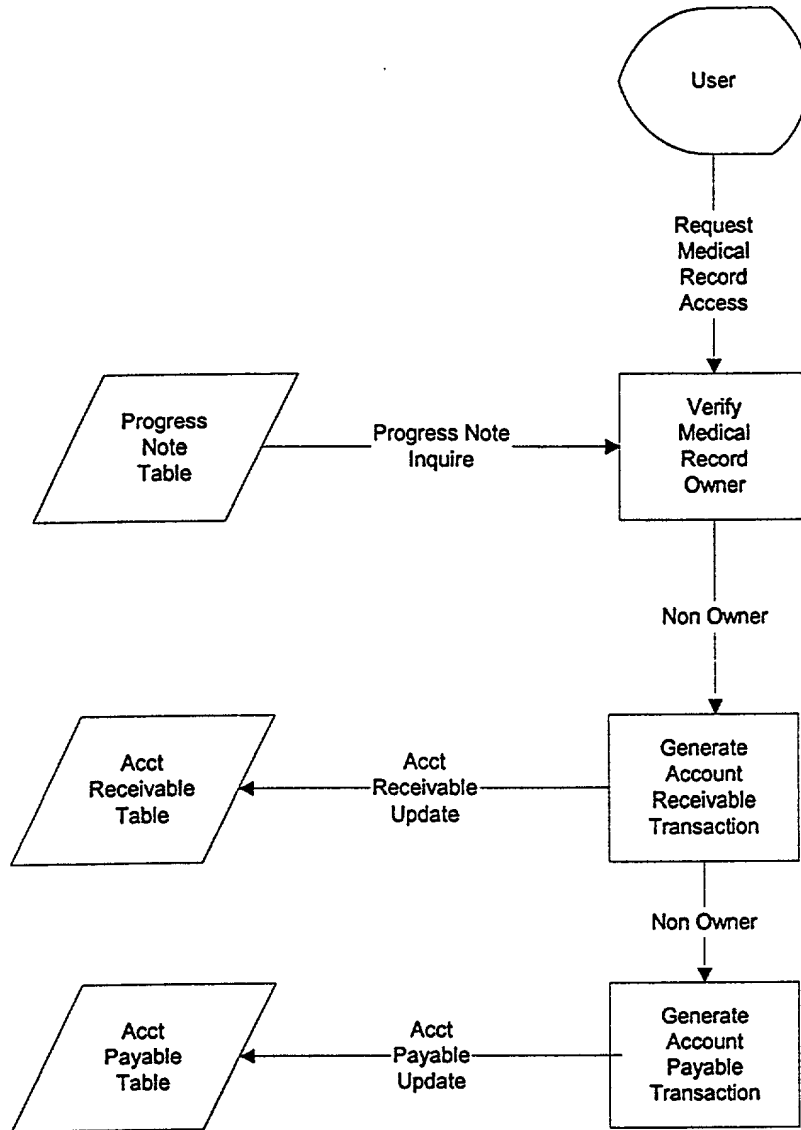 User
Request
Medical
Record
Access
Progress
Note
Table
Progress Note
Inquire
Verify
Medical
Record
Owner
Non Owner
Acct
Receivable
Table
Acct
Receivable
Update
Generate
Account
Receivable
Transaction
Non Owner
Acct
Payable
Table
Acct
Payable
Update
Generate
Account
Payable
Transaction